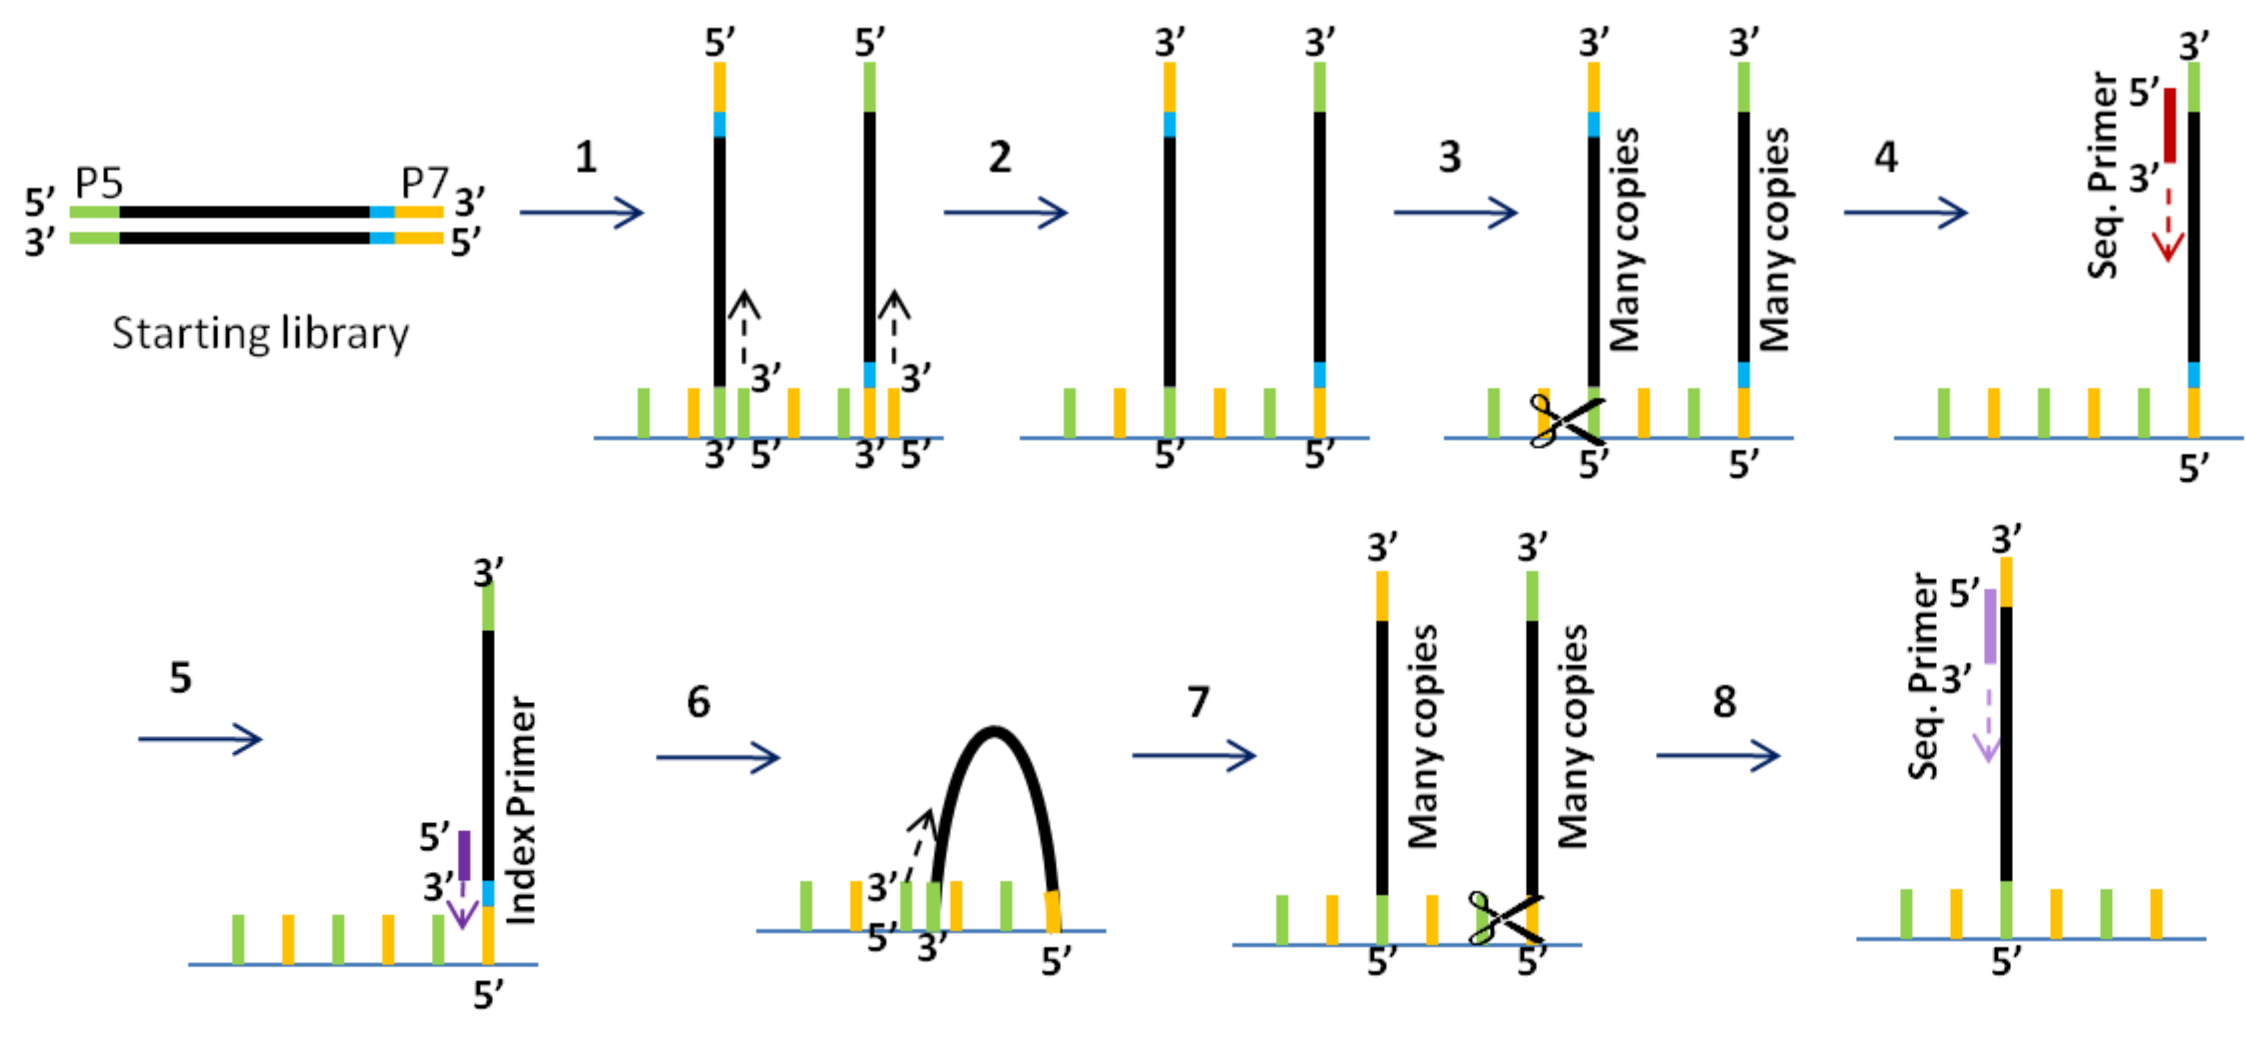 P5 P7
5’ 3’
3’ 5’
Starting library
1
5’ 5’
3’ 3’
3’ 5’ 3’ 5’
2
3’ 3’
5’ 5’
3
3’ 3’
Many copies
Many copies
5’ 5’
4
3’
5’
3’
Seq. Primer
5’
5
3’
5’
3’
Index Primer
5’
6
3’
5’ 3’ 5’
7
3’ 3’
Many copies
Many copies
5’ 5’
8
3’
5’
3’
Seq. Primer
5’